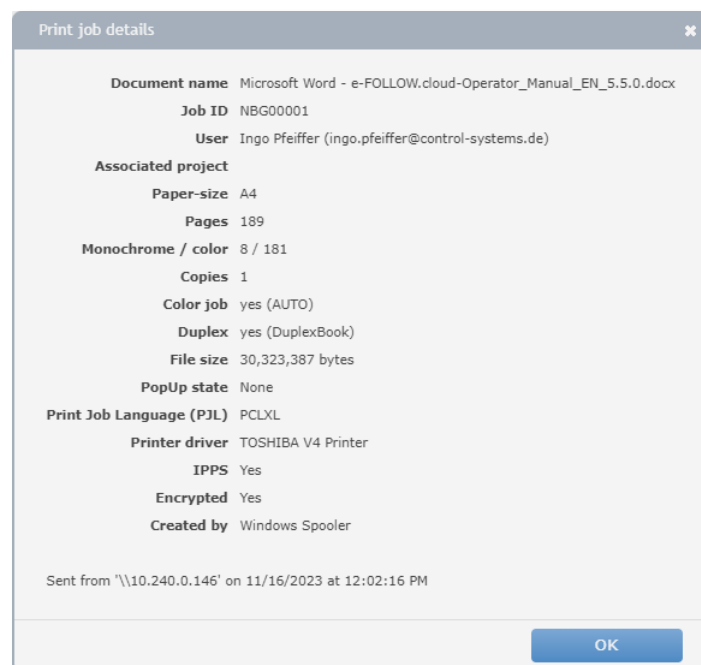 Print job details
Document name Microsoft Word - e-FOLLOW.cloud-Operator_Manual_EN_5.5.0.docx
Job ID NBG00001
User Ingo Pfeiffer (ingo.pfeiffer@control-systems.de)
Associated project
Paper-size A4
Pages 189
Monochrome / color 8 / 181
Copies 1
Color job yes (AUTO)
Duplex yes (DuplexBook)
File size 30,323,387 bytes
PopUp state None
Print Job Language (PJL) PCLXL
Printer driver TOSHIBA V4 Printer
IPPS Yes
Encrypted Yes
Created by Windows Spooler
Sent from '\\10.240.0.146' on 11/16/2023 at 12:02:16 PM
OK